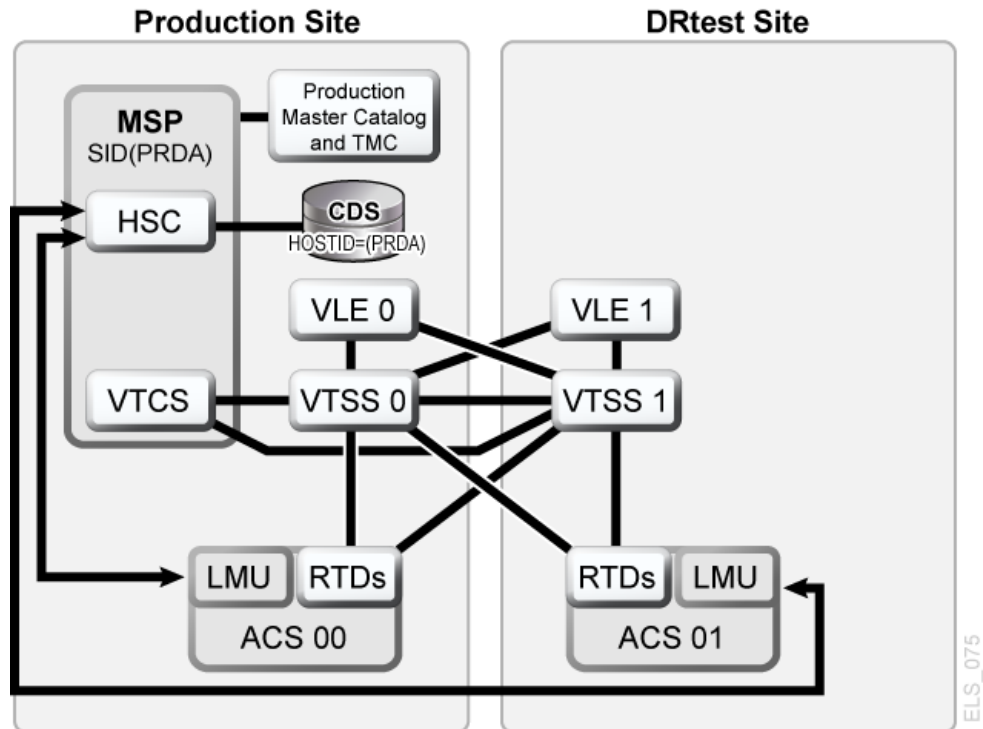 Production Site
DRtest Site
MSP
SID(PRDA)
Production
Master Catalog
and TMC
HSC
CDS
HOSTID=(PRDA)
VLE 0
VLE 1
VTCS
VTSS 0
VTSS 1
LMU
RTDs
ACS 00
RTDs
LMU
ACS 01
ELS_075